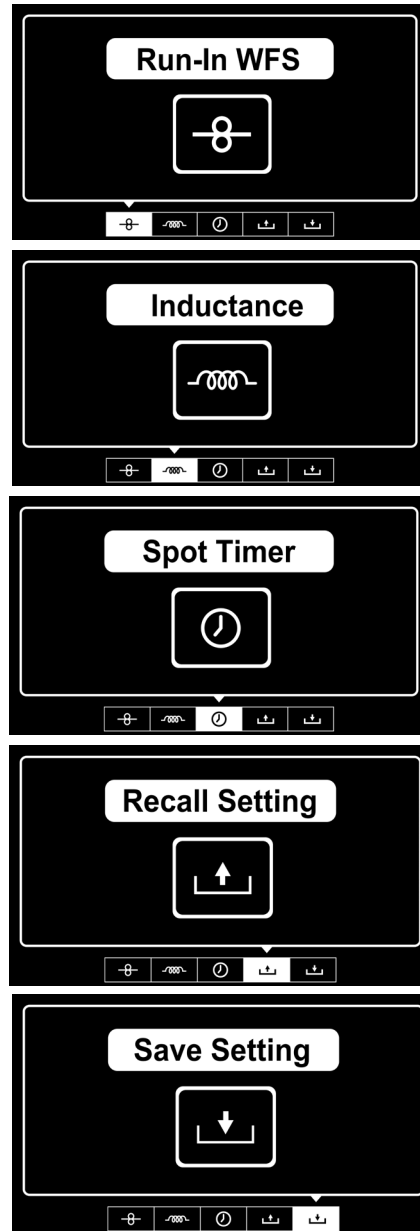 Run-In WFS
Inductance
Spot Timer
Recall Setting
Save Setting